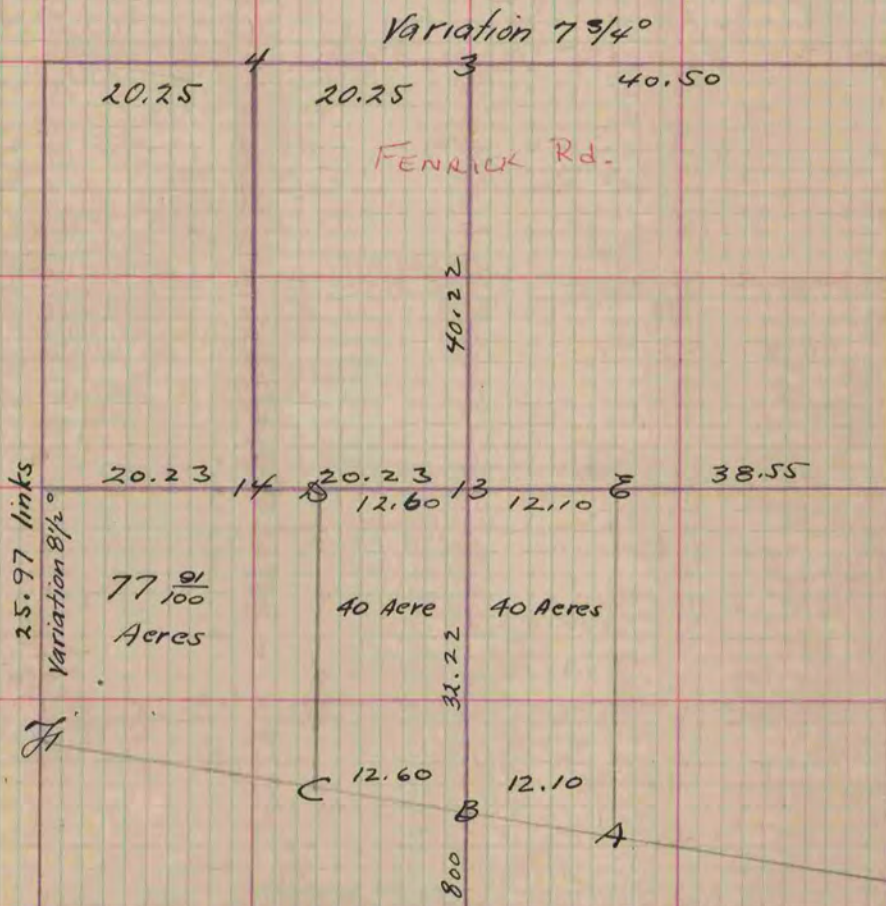 Variation 7 3/4°
4 3
20.25 20.25 40.50
FENRICK Rd.
40.22
20.23 14 D 20.23 13 E 38.55
12.60 12.10
25.97 links
Variation 8 1/2°
77 91/100
Acres
40 Acre 40 Acres
32.22
C 12.60 B 12.10 A
800